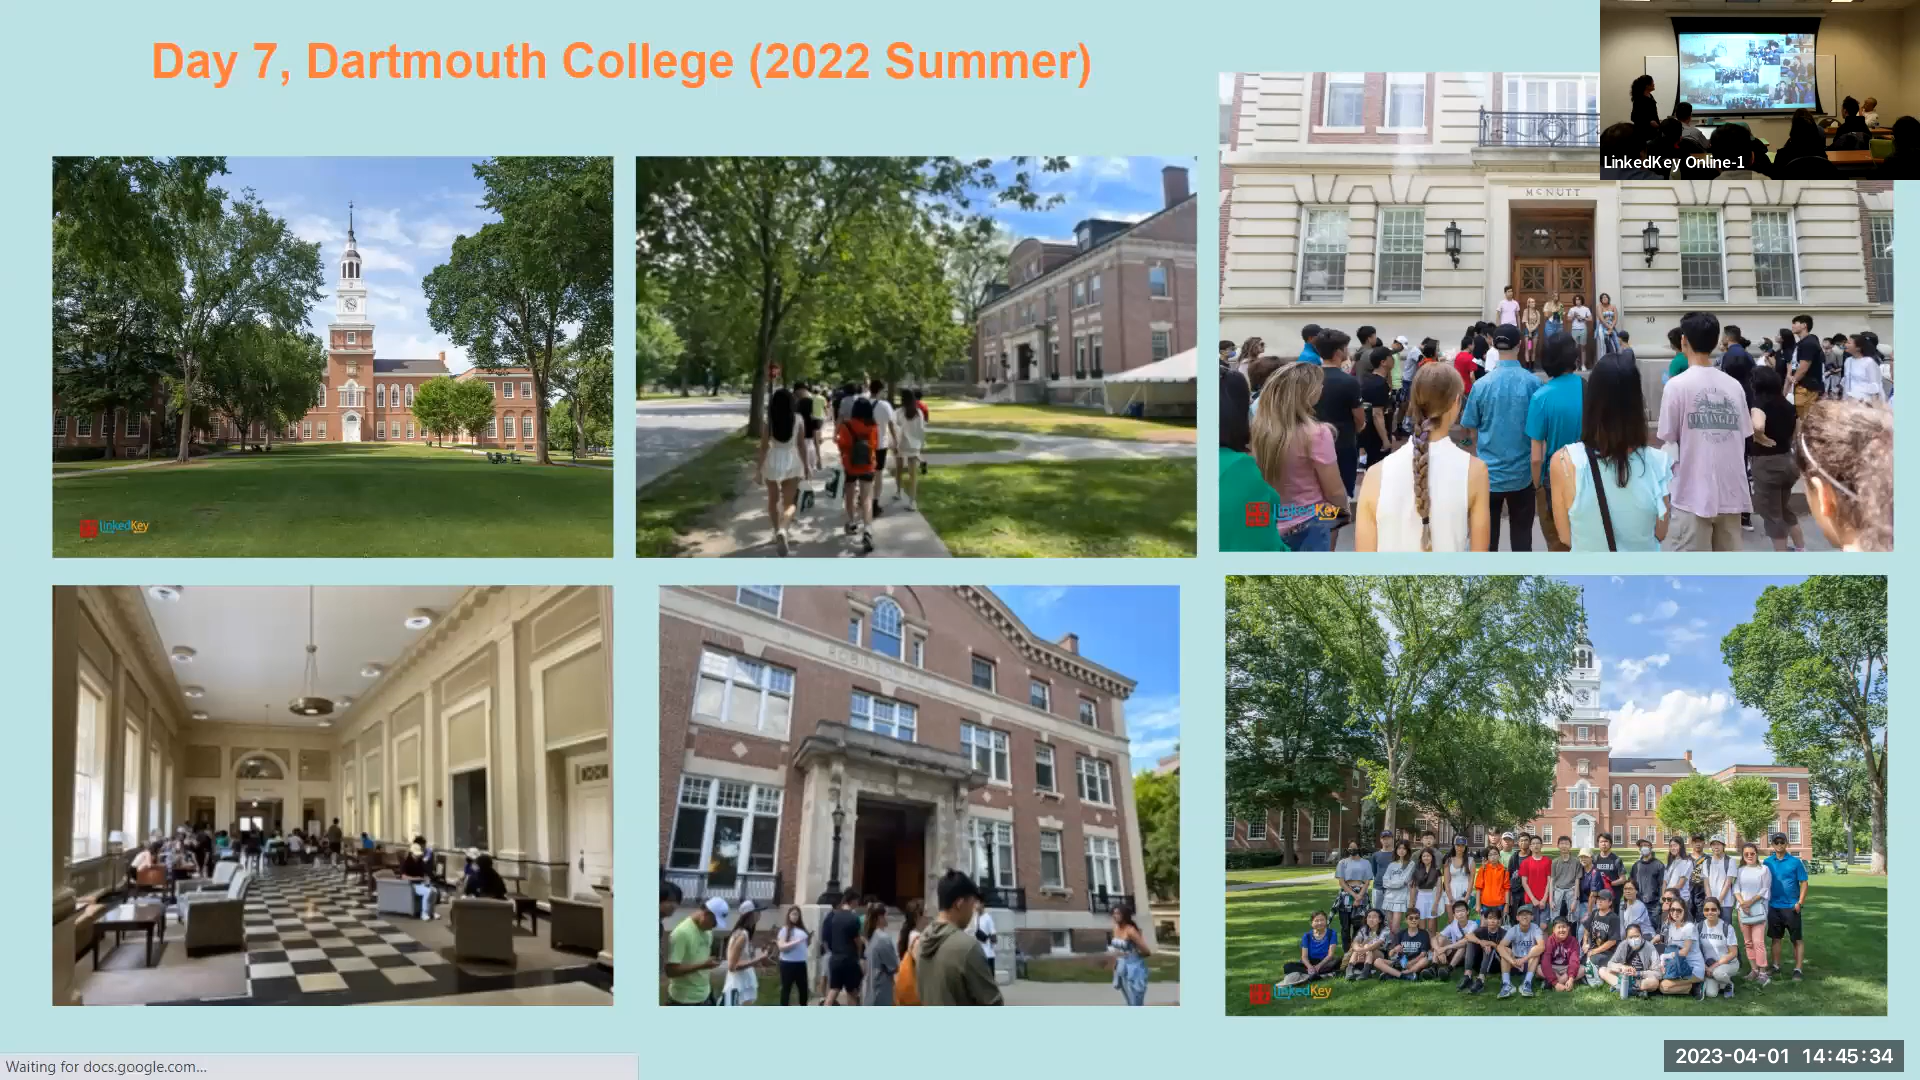 Day 7, Dartmouth College (2022 Summer)
LinkedKey Online-1
MCNUTT
10
LinkedKey
LinkedKey
LinkedKey
Waiting for docs.google.com...
2023-04-01 14:45:34